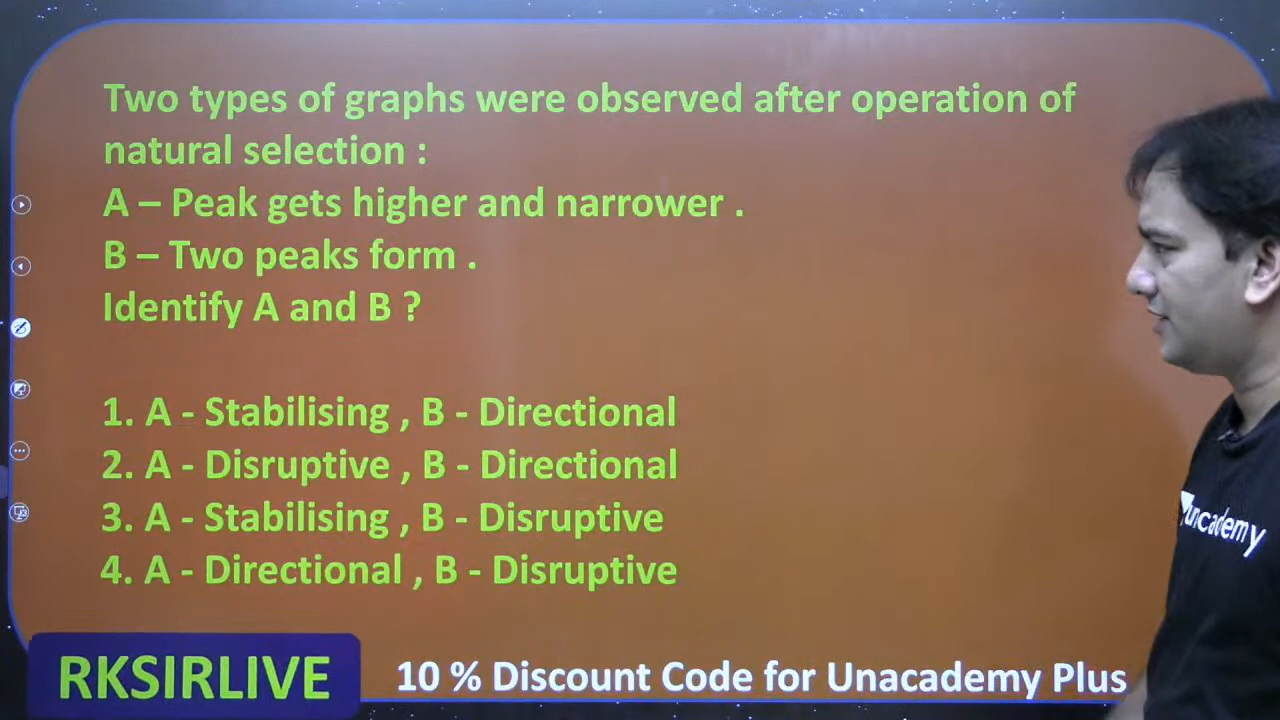 Two types of graphs were observed after operation of
natural selection :
A – Peak gets higher and narrower .
B – Two peaks form .
Identify A and B ?
1. A - Stabilising , B - Directional
2. A - Disruptive , B - Directional
3. A - Stabilising , B - Disruptive
4. A - Directional , B - Disruptive
unacademy
RKSIRLIVE
10 % Discount Code for Unacademy Plus